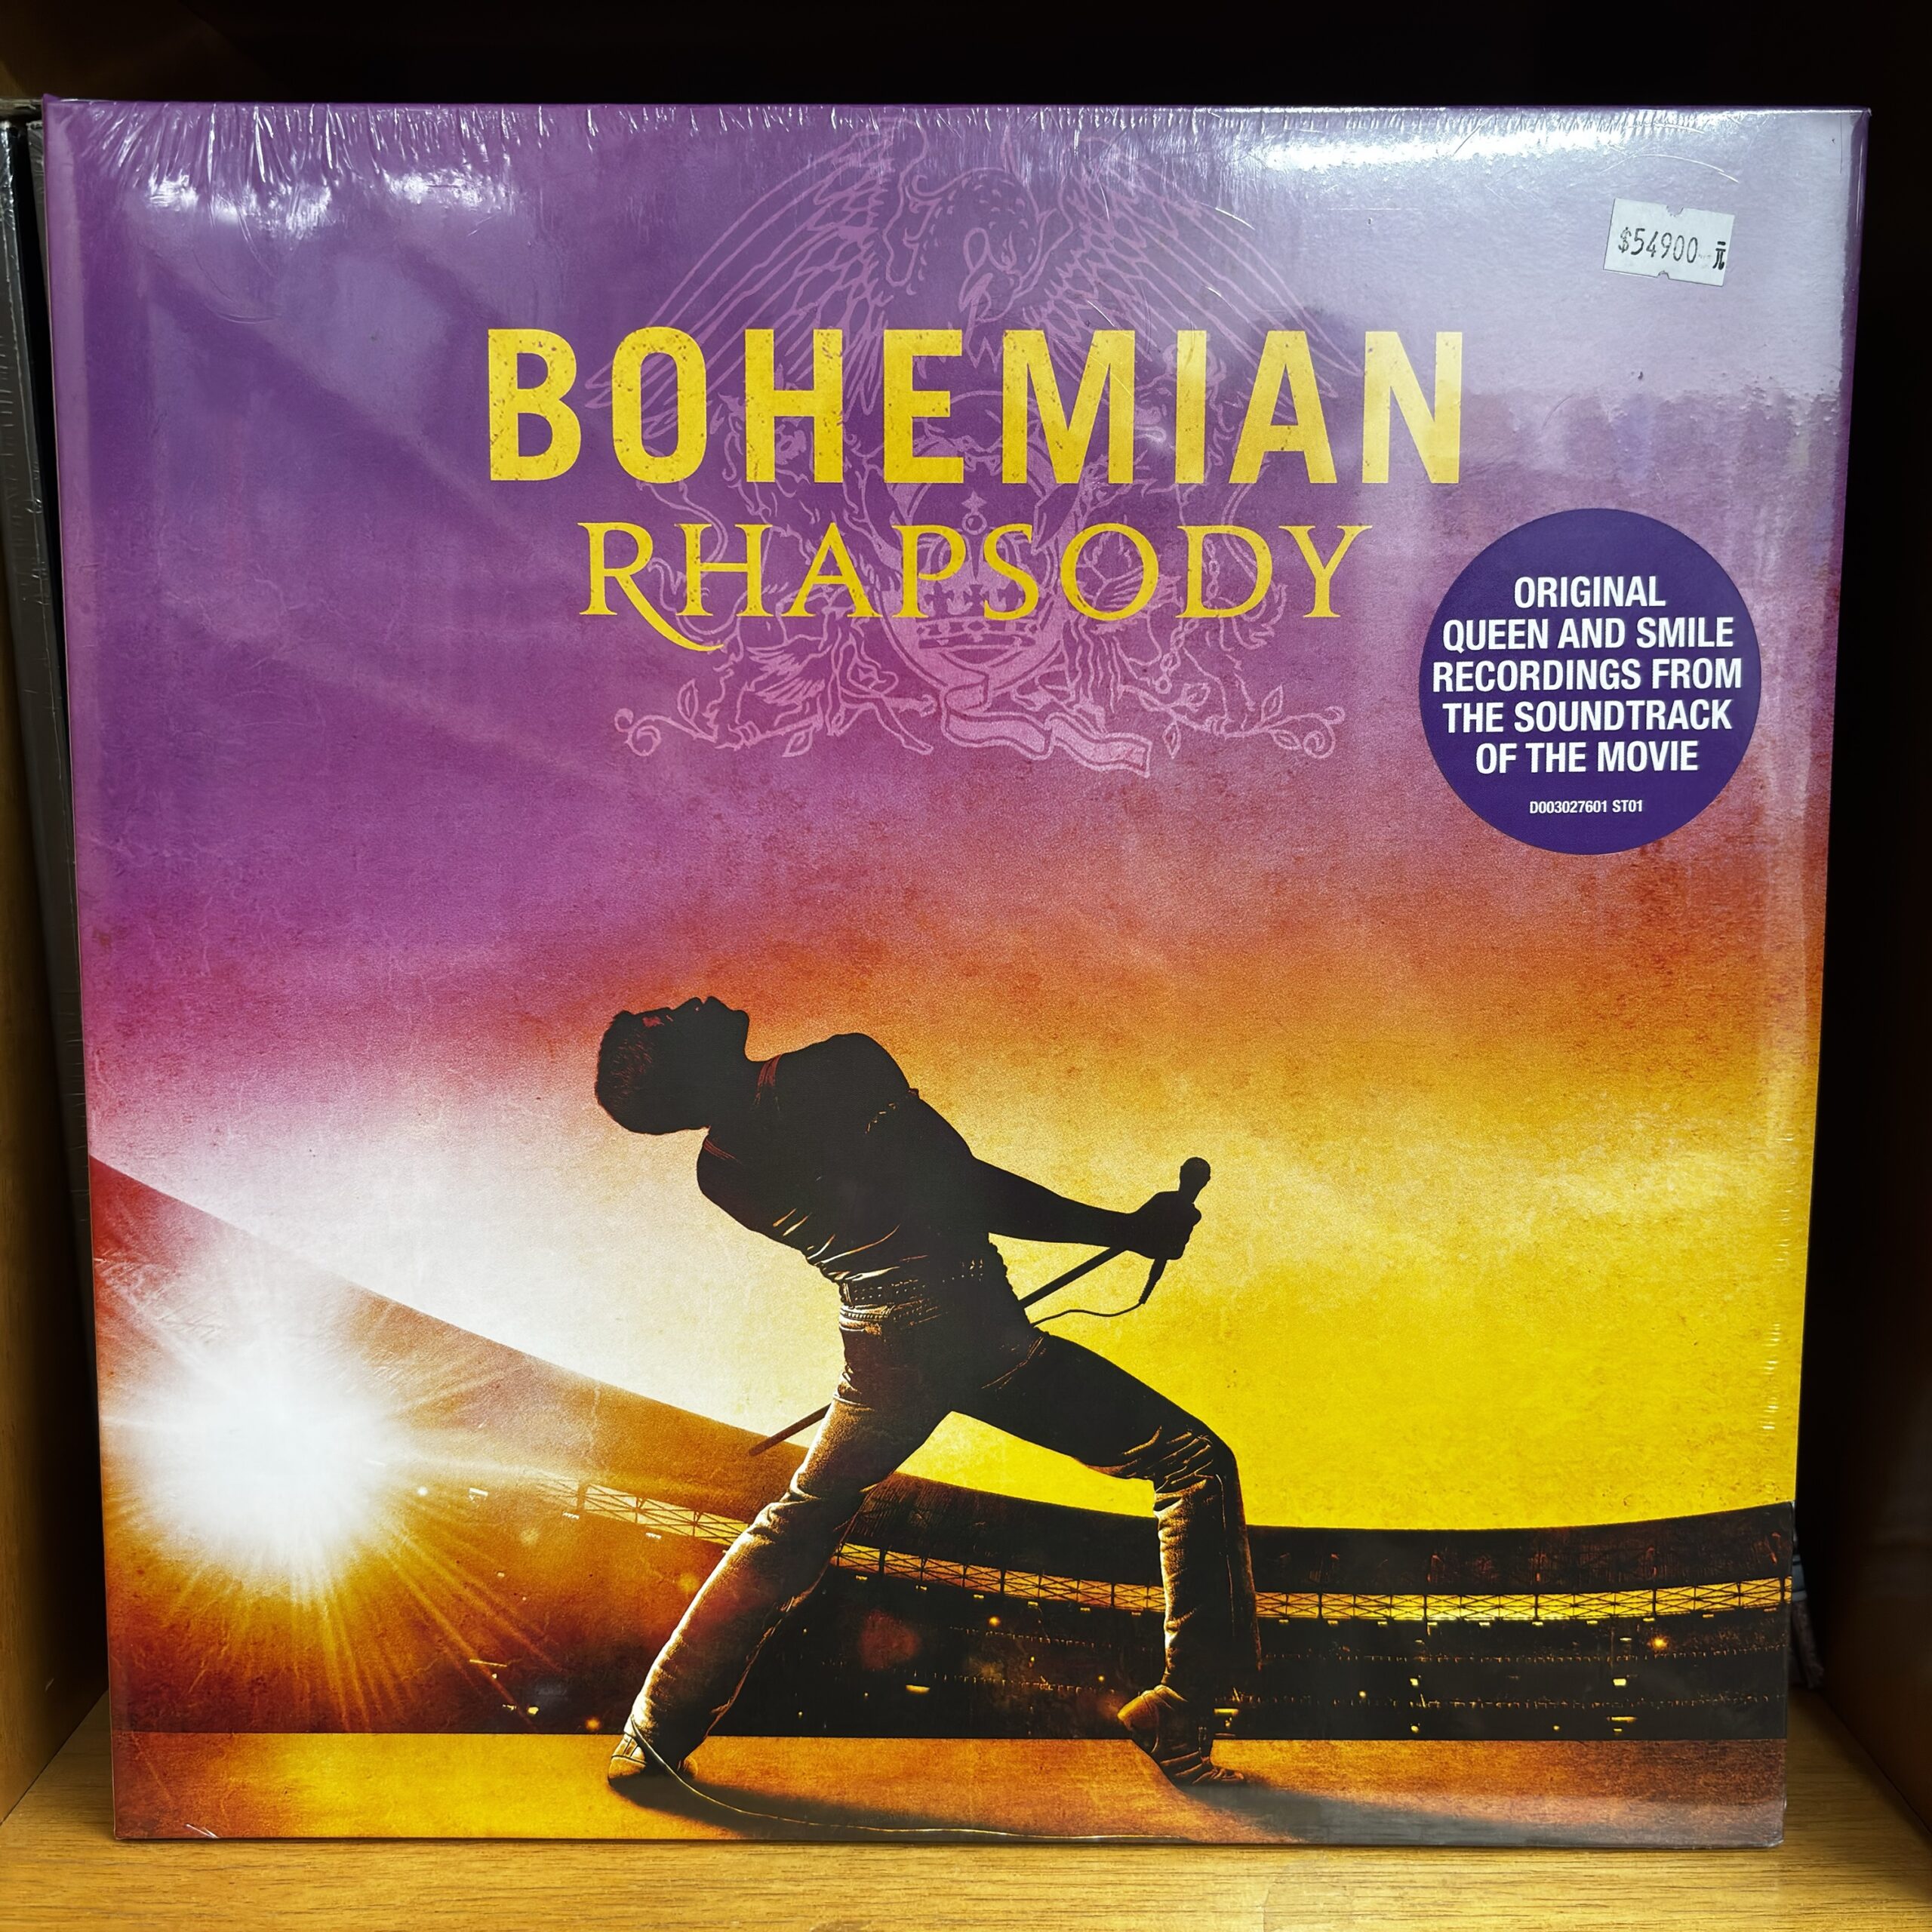 $54900 元
BOHEMIAN
RHAPSODY
ORIGINAL
QUEEN AND SMILE
RECORDINGS FROM
THE SOUNDTRACK
OF THE MOVIE
D003027601 ST01